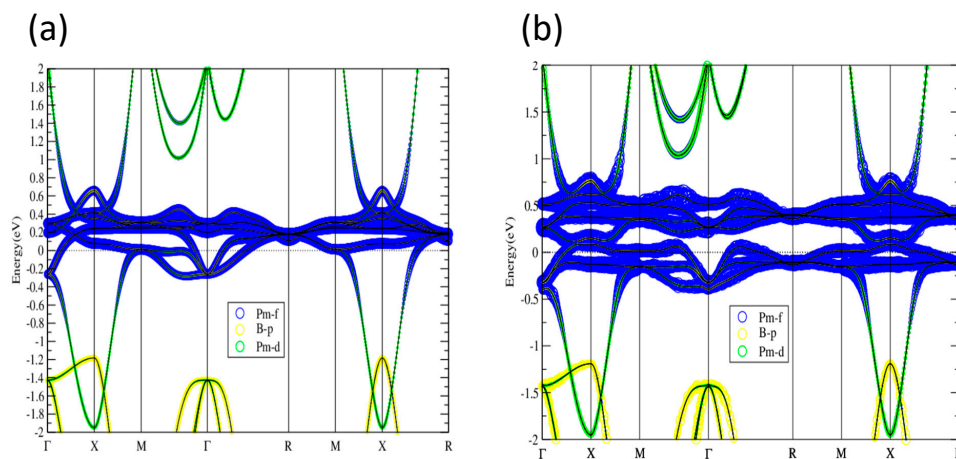 (a)
(b)
2
1.8
1.6
1.4
1.2
1
0.8
0.6
0.4
0.2
0
-0.2
-0.4
-0.6
-0.8
-1
-1.2
-1.4
-1.6
-1.8
-2
Energy(eV)
Pm-f
B-p
Pm-d
Γ X M Γ R M X R
2
1.5
1
0.5
0
-0.5
-1
-1.5
-2
Energy(eV)
Pm-f
B-p
Pm-d
Γ X M Γ R M X